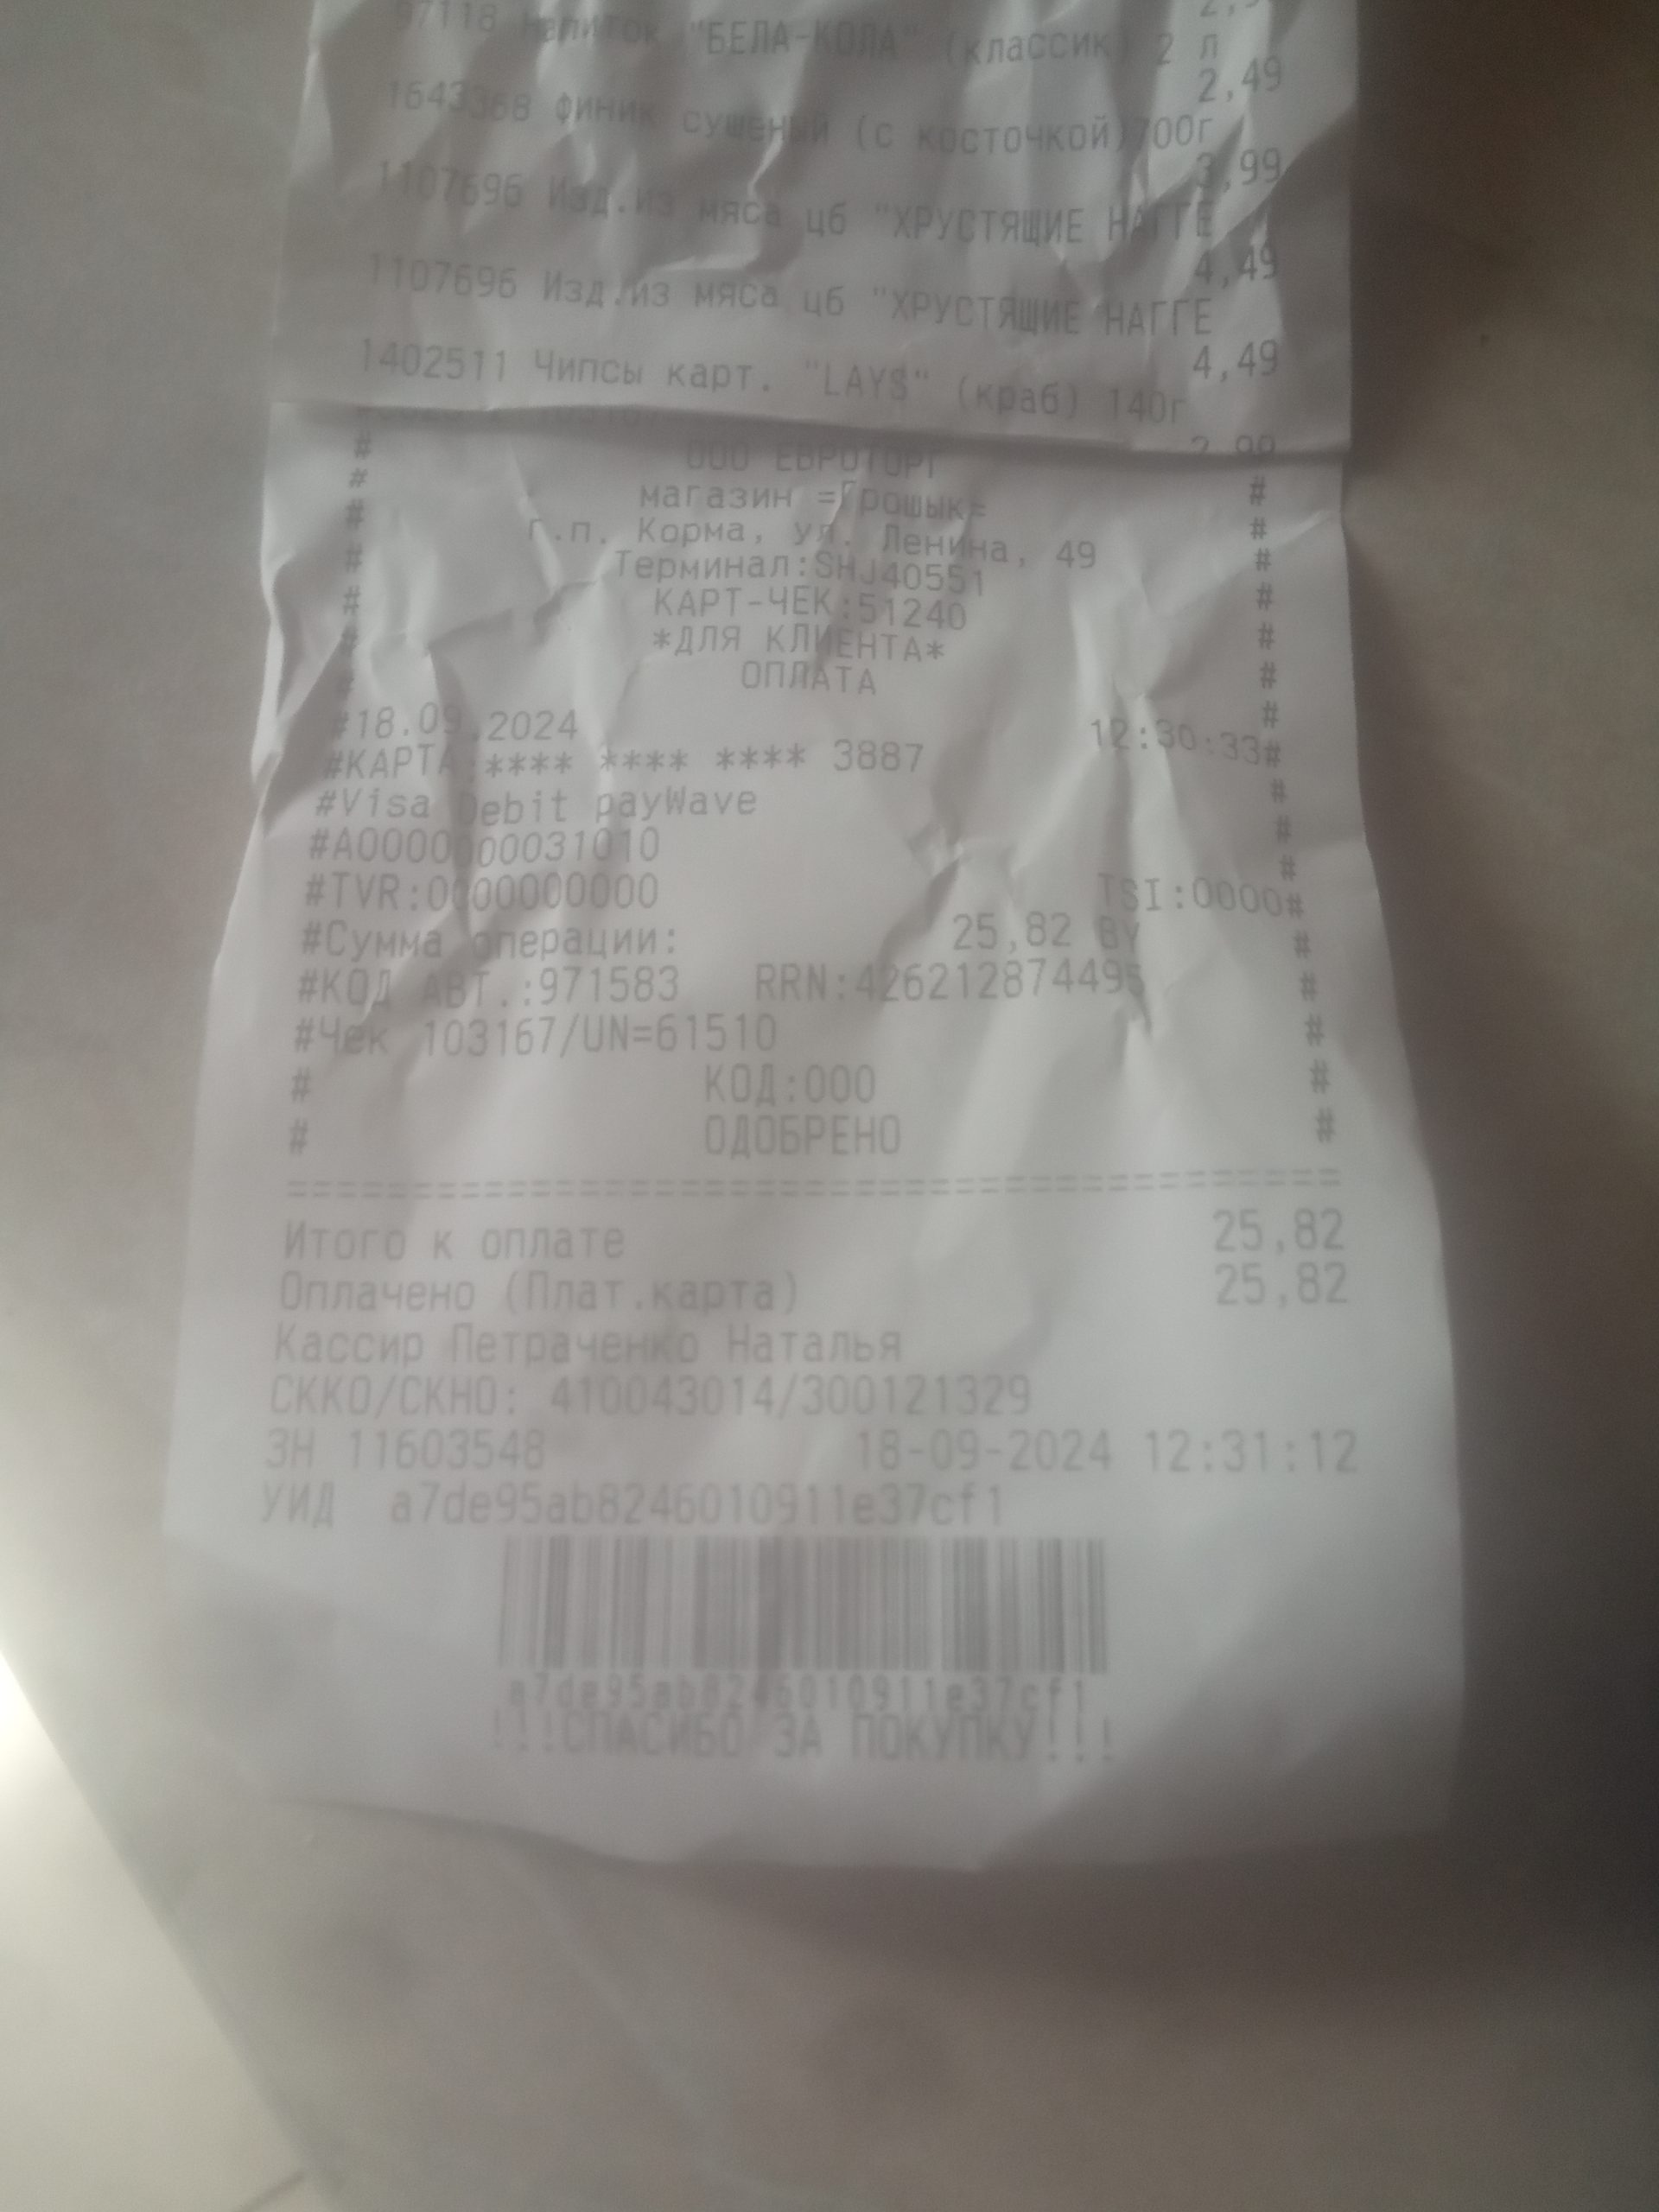 97118 Напиток "БЕЛА-КОЛА" (классик) 2 л
2,49
1643368 Финик сушеный (с косточкой)700г
3,99
1107696 Изд.из мяса цб "ХРУСТЯЩИЕ НАГГЕ
4,49
1107696 Изд.из мяса цб "ХРУСТЯЩИЕ НАГГЕ
4,49
1402511 Чипсы карт. "LAYS" (краб) 140г
2,99
# ООО ЕВРОТОРГ
# магазин =Грошык= #
# г.п. Корма, ул. Ленина, 49 #
# Терминал:SHJ40551 #
# КАРТ-ЧЕК:51240 #
# *ДЛЯ КЛИЕНТА* #
# ОПЛАТА #
#18.09.2024 12:30:33#
#КАРТА:**** **** **** 3887 #
#Visa Debit payWave #
#A0000000031010 #
#TVR:0000000000 TSI:0000#
#Сумма операции: 25,82 BY #
#КОД АВТ.:971583 RRN:426212874495 #
#Чек 103167/UN=61510 #
# КОД:000 #
# ОДОБРЕНО #
==========================================
Итого к оплате 25,82
Оплачено (Плат.карта) 25,82
Кассир Петраченко Наталья
СККО/СКНО: 410043014/300121329
ЗН 11603548 18-09-2024 12:31:12
УИД a7de95ab8246010911e37cf1
a7de95ab8246010911e37cf1
!!!СПАСИБО ЗА ПОКУПКУ!!!